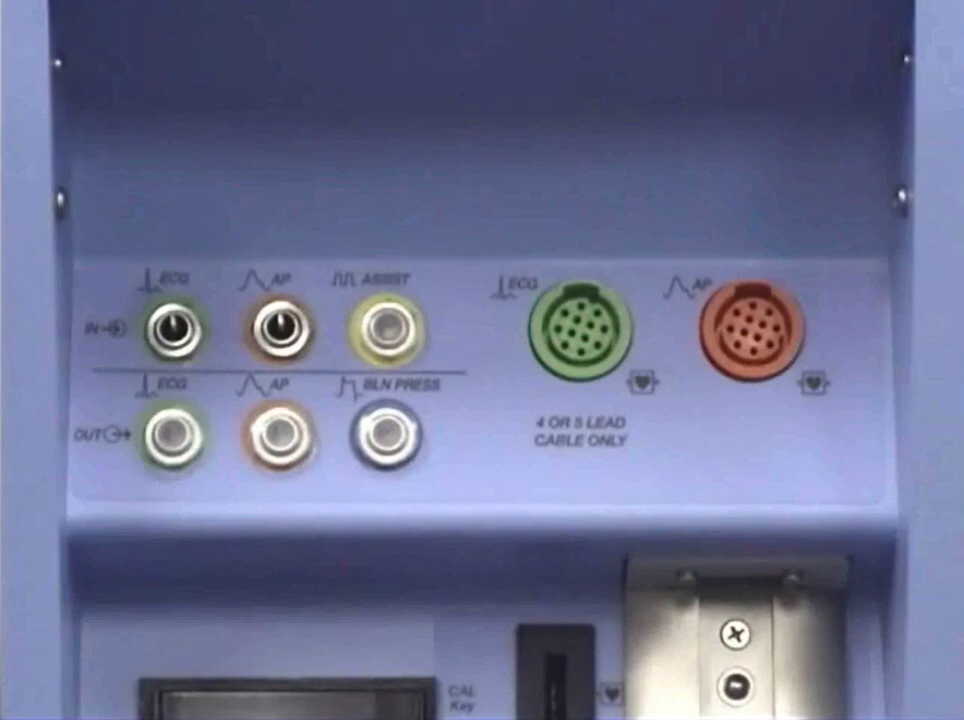 ECG AP ASSIST
IN
ECG AP BLN PRESS
OUT
ECG AP
4 OR 5 LEAD
CABLE ONLY
CAL
Key